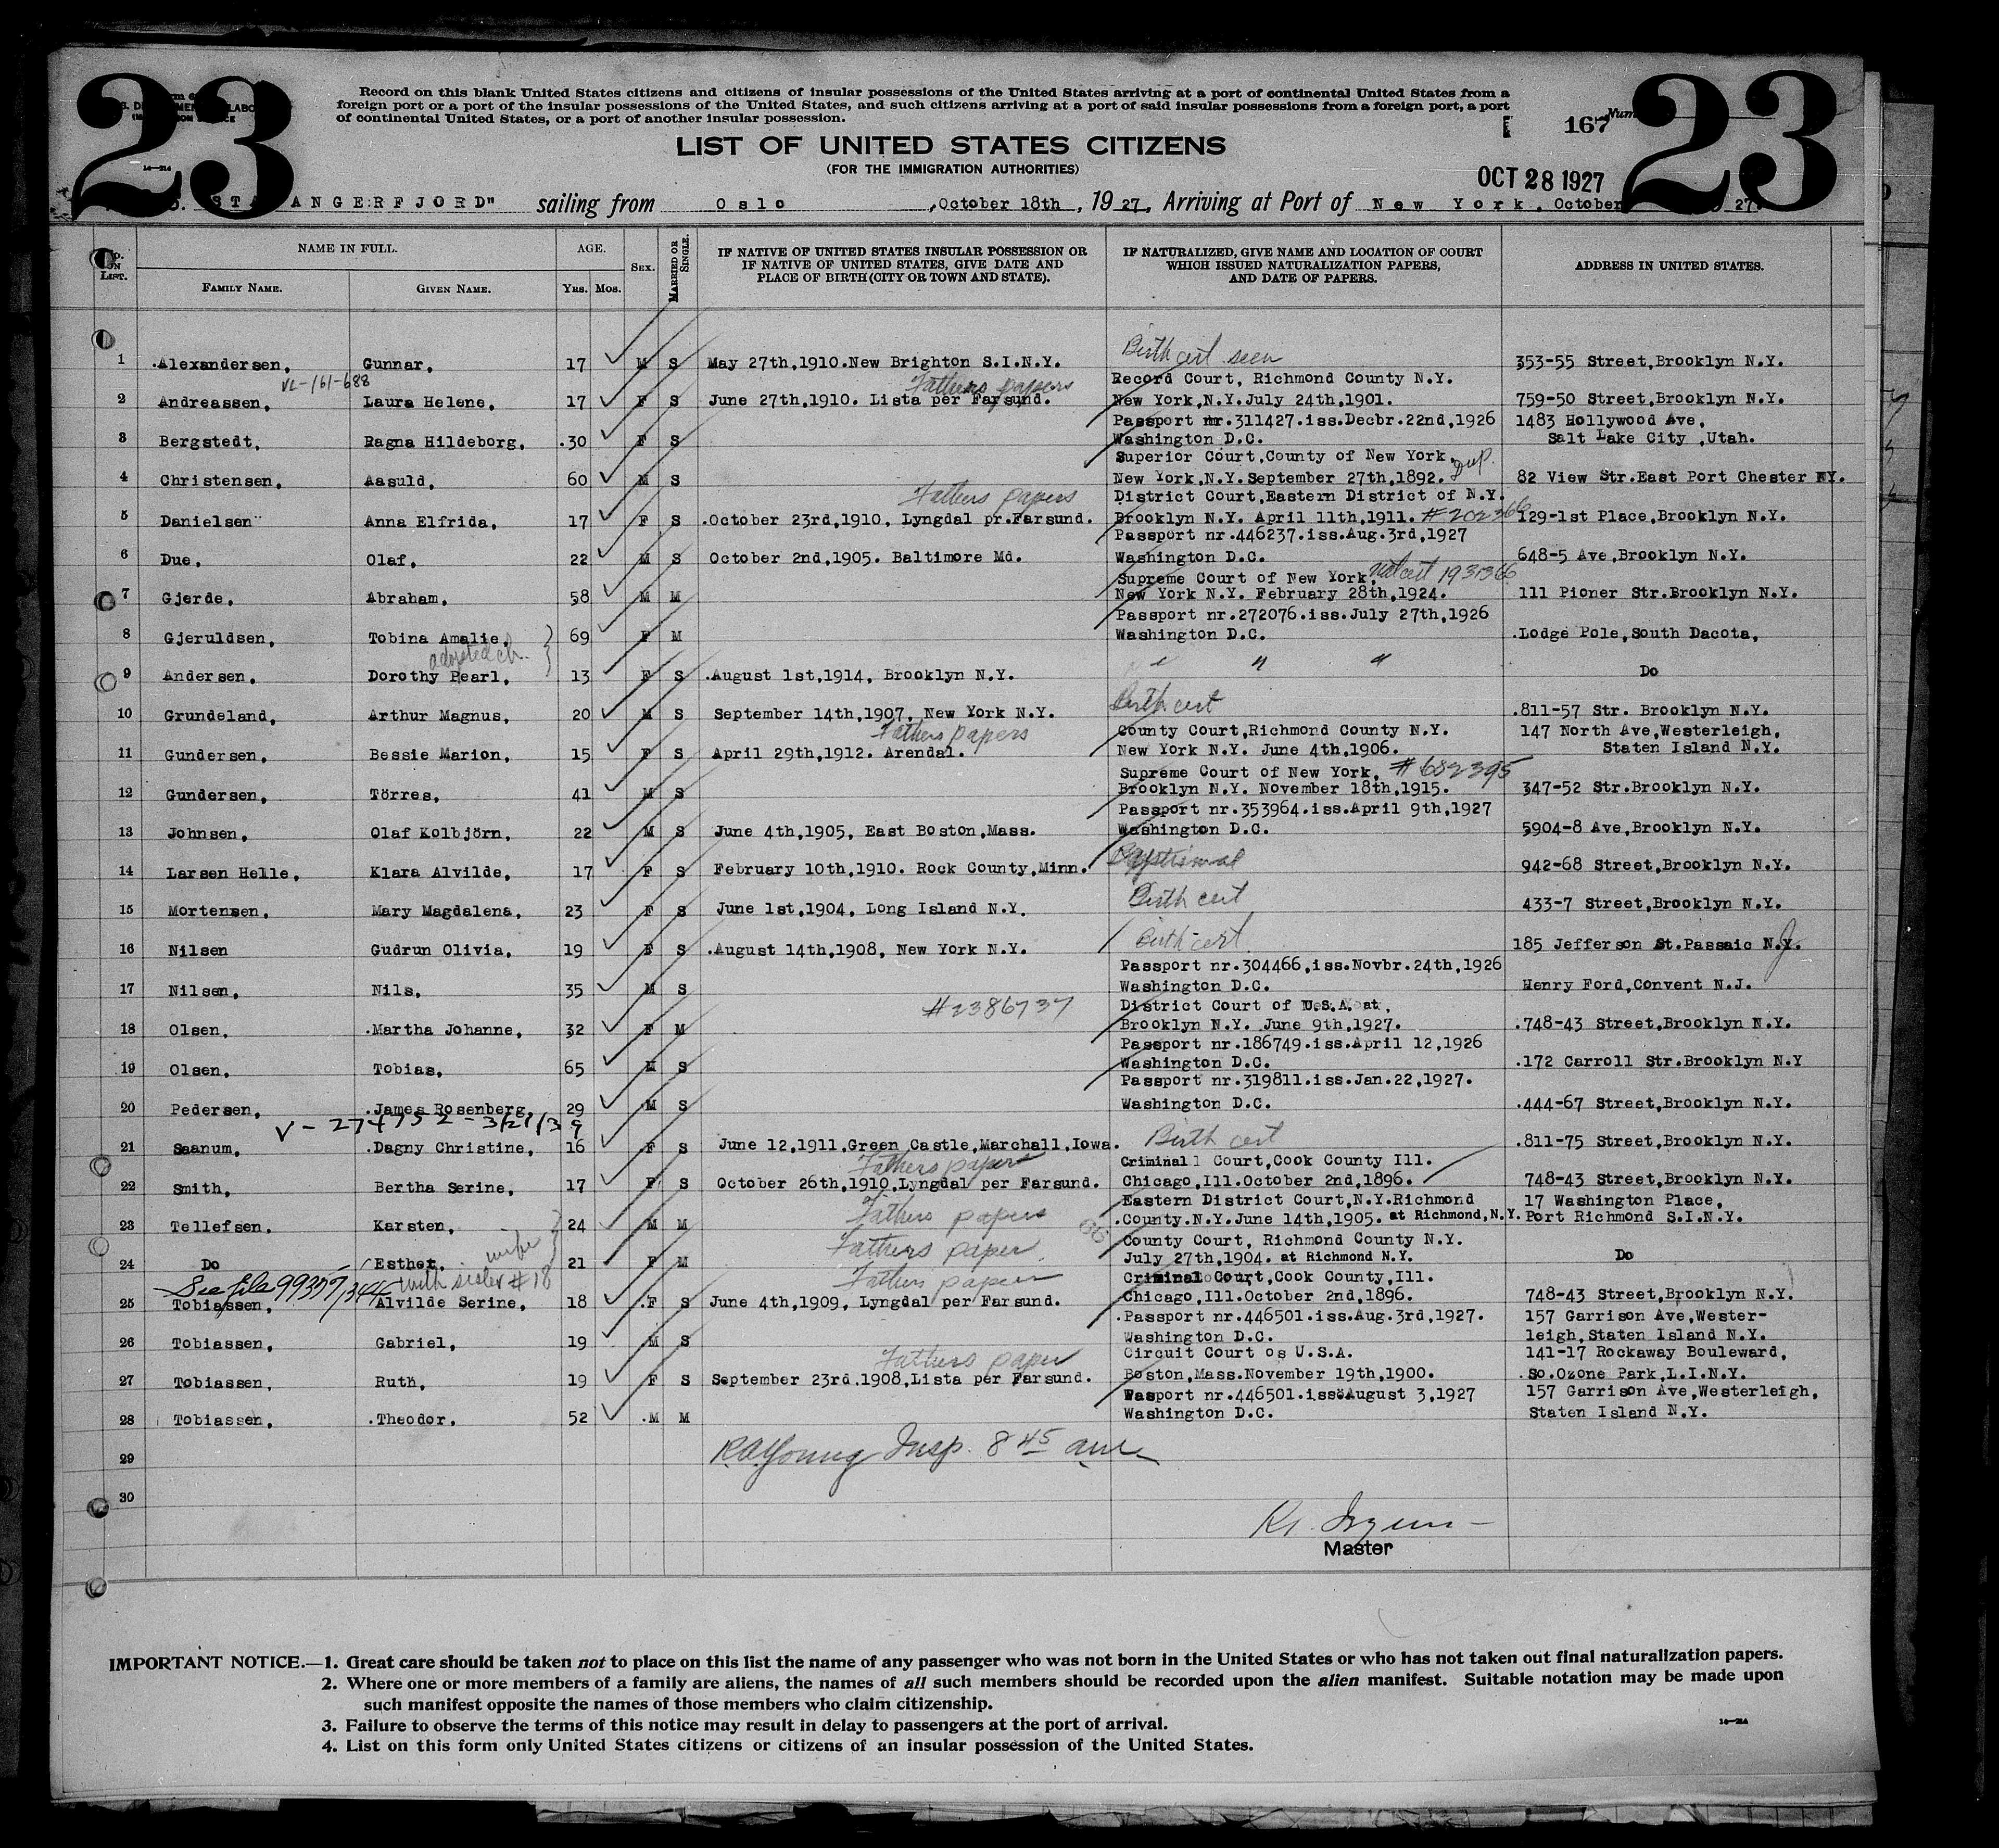 23
23
Record on this blank United States citizens and citizens of insular possessions of the United States arriving at a port of continental United States from a
foreign port or a port of the insular possessions of the United States, and such citizens arriving at a port of said insular possessions from a foreign port, a port
of continental United States, or a port of another insular possession.
167
LIST OF UNITED STATES CITIZENS
(FOR THE IMMIGRATION AUTHORITIES)
OCT 28 1927
STAVANGERFJORD" sailing from Oslo ,October 18th , 19 27, Arriving at Port of New York, October 27.
No. ON LIST. NAME IN FULL. AGE. SEX. MARRIED OR SINGLE. IF NATIVE OF UNITED STATES INSULAR POSSESSION OR IF NATIVE OF UNITED STATES, GIVE DATE AND PLACE OF BIRTH (CITY OR TOWN AND STATE). IF NATURALIZED, GIVE NAME AND LOCATION OF COURT WHICH ISSUED NATURALIZATION PAPERS, AND DATE OF PAPERS. ADDRESS IN UNITED STATES.
FAMILY NAME. GIVEN NAME. YRS. MOS.
Birth cert seen
1 .Alexandersen, Gunnar, 17 M S May 27th,1910.New Brighton S.I.N.Y. 353-55 Street,Brooklyn N.Y.
VL-161-688 Fathers papers Record Court, Richmond County N.Y.
2 Andreassen, Laura Helene, 17 F S June 27th,1910. Lista per Farsund. New York,N.Y.July 24th,1901. 759-50 Street,Brooklyn N.Y.
Passport nr.311427.iss.Decbr.22nd,1926 1483 Hollywood Ave,
3 Bergstedt, Ragna Hildeborg, .30 F S Washington D.C. Salt Lake City ,Utah.
Superior Court,County of New York,
4 Christensen, Aasuld, 60 M S New York,N.Y.September 27th,1892. 82 View Str.East Port Chester NY.
Fathers papers District Court,Eastern District of N.Y.
5 Danielsen Anna Elfrida, 17 F S .October 23rd,1910, Lyngdal pr.Farsund. Brooklyn N.Y. April 11th,1911. #202366 129-1st Place,Brooklyn N.Y.
Passport nr.446237.iss.Aug.3rd,1927
6 Due, Olaf, 22 M S October 2nd,1905. Baltimore Md. Washington D.C. 648-5 Ave,Brooklyn N.Y.
Supreme Court of New York, Nat cert 1931366
7 Gjerde, Abraham, 58 M M New York N.Y. February 28th,1924. 111 Pioner Str.Brooklyn N.Y.
Passport nr.272076.iss.July 27th,1926
8 Gjeruldsen, Tobina Amalie, 69 F M Washington D.C. .Lodge Pole,South Dacota,
adopted ch. " " "
9 Andersen, Dorothy Pearl, 13 F S .August 1st,1914, Brooklyn N.Y. Do
Birth cert
10 Grundeland, Arthur Magnus, 20 M S September 14th,1907, New York N.Y. .811-57 Str. Brooklyn N.Y.
Fathers papers County Court,Richmond County N.Y. 147 North Ave,Westerleigh,
11 Gundersen, Bessie Marion, 15 F S April 29th,1912. Arendal. New York N.Y. June 4th,1906. Staten Island N.Y.
Supreme Court of New York, #682395
12 Gundersen, Törres, 41 M S Brooklyn N.Y. November 18th,1915. 347-52 Str.Brooklyn N.Y.
Passport nr.353964.iss.April 9th,1927
13 Johnsen, Olaf Kolbjörn, 22 M S June 4th,1905, East Boston,Mass. Washington D.C. 5904-8 Ave,Brooklyn N.Y.
14 Larsen Helle, Klara Alvilde, 17 F S February 10th,1910. Rock County,Minn. Baptismal 942-68 Street,Brooklyn N.Y.
15 Mortensen, Mary Magdalena, 23 F S June 1st,1904, Long Island N.Y. Birth cert 433-7 Street,Brooklyn N.Y.
16 Nilsen Gudrun Olivia, 19 F S .August 14th,1908, New York N.Y. Birth cert 185 Jefferson St.Passaic N.J.
Passport nr.304466,iss.Novbr.24th,1926
17 Nilsen, Nils, 35 M S Washington D.C. Henry Ford,Convent N.J.
#2386737 District Court of U.S.A. at,
18 Olsen, .Martha Johanne, 32 F M Brooklyn N.Y. June 9th,1927. .748-43 Street,Brooklyn N.Y.
Passport nr.186749.iss.April 12,1926
19 Olsen, Tobias, 65 M S Washington D.C. .172 Carroll Str.Brooklyn N.Y
Passport nr.319811.iss.Jan.22,1927.
20 Pedersen, .James Rosenberg, 29 M S Washington D.C. .444-67 Street,Brooklyn N.Y.
V-274752-3/27/39
21 Saanum, .Dagny Christine, 16 F S June 12,1911,Green Castle,Marchall,Iowa. Birth cert .811-75 Street,Brooklyn N.Y.
Fathers papers Criminal Court,Cook County Ill.
22 Smith, Bertha Serine, 17 F S October 26th,1910,Lyngdal per Farsund. Chicago,Ill.October 2nd,1896. 748-43 Street,Brooklyn N.Y.
Fathers papers Eastern District Court,N.Y.Richmond 17 Washington Place,
23 Tellefsen, Karsten, 24 M M .County.N.Y.June 14th,1905. at Richmond,N.Y. Port Richmond S.I.N.Y.
wife Fathers paper County Court, Richmond County N.Y.
24 Do Esther, 21 F M July 27th,1904. at Richmond N.Y. Do
See file 99357/344 with sister #18 Fathers papers Criminal Court,Cook County,Ill.
25 Tobiassen, Alvilde Serine, 18 .F S June 4th,1909, Lyngdal per Farsund. Chicago,Ill.October 2nd,1896. 748-43 Street,Brooklyn N.Y.
.Passport nr.446501.iss.Aug.3rd,1927. 157 Garrison Ave,Wester-
26 Tobiassen, Gabriel, 19 .M S Washington D.C. leigh,Staten Island N.Y.
Fathers paper Circuit Court os U.S.A. 141-17 Rockaway Bouleward,
27 Tobiassen, Ruth, 19 F S September 23rd.1908,Lista per Farsund. Boston,Mass.November 19th,1900. .So.Ozone Park,L.I.N.Y.
Pasport nr.446501.iss.August 3,1927 157 Garrison Ave,Westerleigh,
28 Tobiassen, .Theodor, 52 .M M Washington D.C. Staten Island N.Y.
29 R.A.Young Insp. 8 45 am
30
Master
IMPORTANT NOTICE.—1. Great care should be taken not to place on this list the name of any passenger who was not born in the United States or who has not taken out final naturalization papers.
2. Where one or more members of a family are aliens, the names of all such members should be recorded upon the alien manifest. Suitable notation may be made upon
such manifest opposite the names of those members who claim citizenship.
3. Failure to observe the terms of this notice may result in delay to passengers at the port of arrival.
4. List on this form only United States citizens or citizens of an insular possession of the United States.